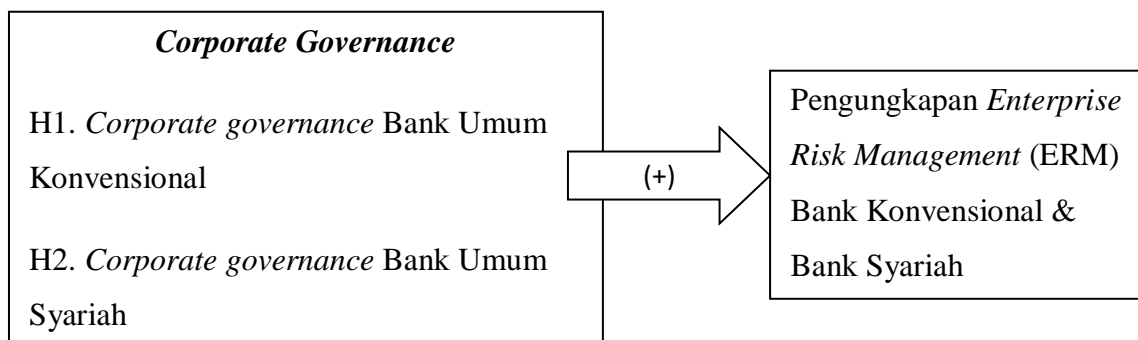 Corporate Governance
H1. Corporate governance Bank Umum
Konvensional
H2. Corporate governance Bank Umum
Syariah
(+)
Pengungkapan Enterprise
Risk Management (ERM)
Bank Konvensional &
Bank Syariah